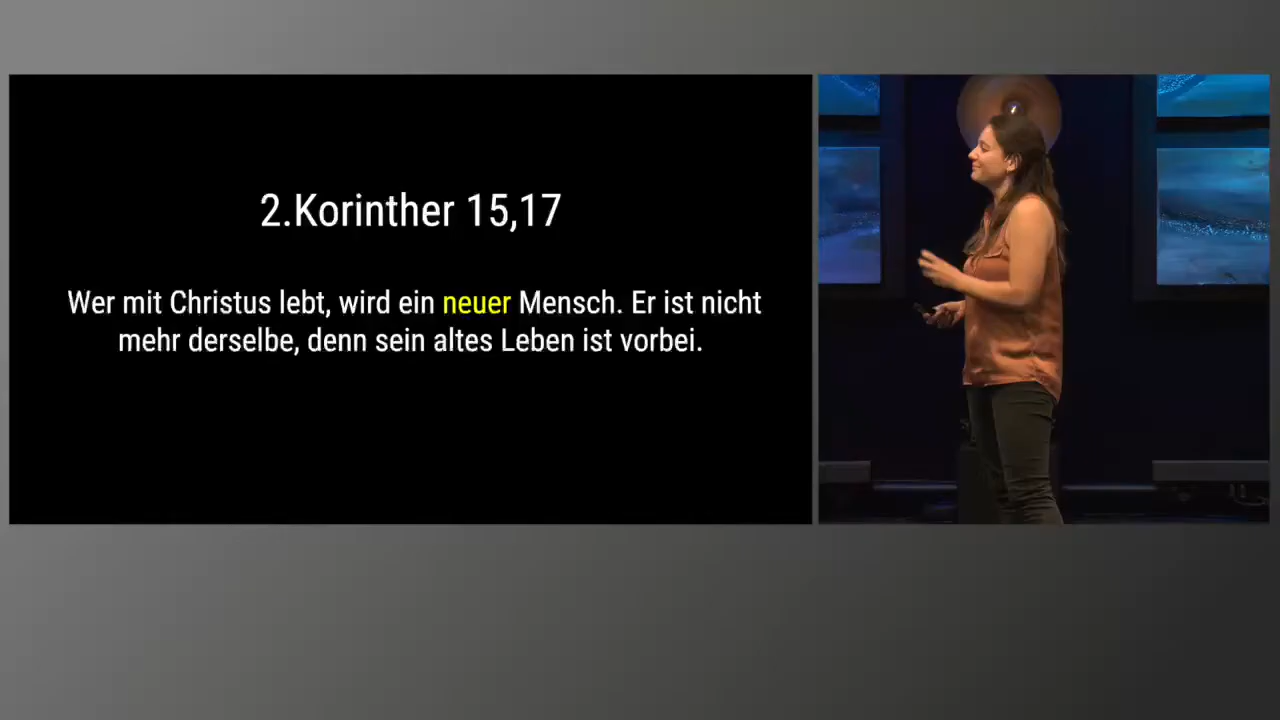 2.Korinther 15,17
Wer mit Christus lebt, wird ein neuer Mensch. Er ist nicht
mehr derselbe, denn sein altes Leben ist vorbei.